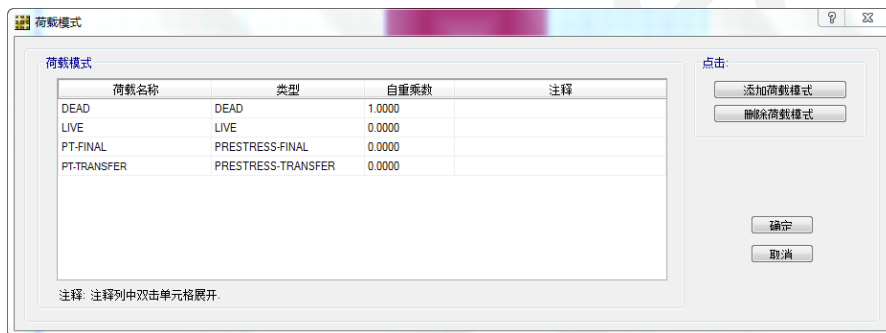 荷载模式
荷载模式
点击:
荷载名称 类型 自重乘数 注释
DEAD DEAD 1.0000
LIVE LIVE 0.0000
PT-FINAL PRESTRESS-FINAL 0.0000
PT-TRANSFER PRESTRESS-TRANSFER 0.0000
添加荷载模式
删除荷载模式
确定
取消
注释: 注释列中双击单元格展开.